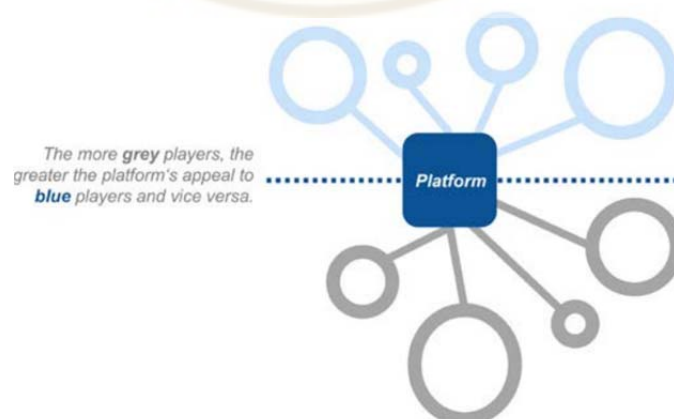 The more grey players, the
greater the platform's appeal to
blue players and vice versa.
Platform